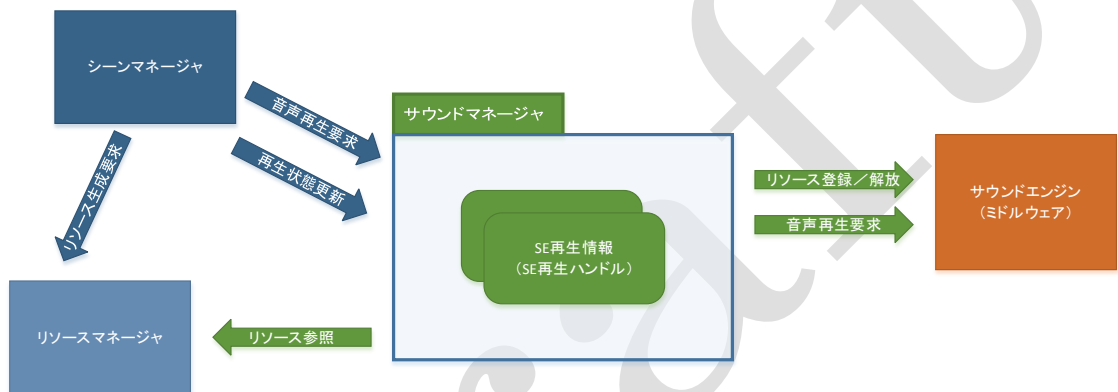 シーンマネージャ
音声再生要求
再生状態更新
リソース生成要求
サウンドマネージャ
SE再生情報
(SE再生ハンドル)
リソース登録／解放
音声再生要求
サウンドエンジン
(ミドルウェア)
リソースマネージャ
リソース参照